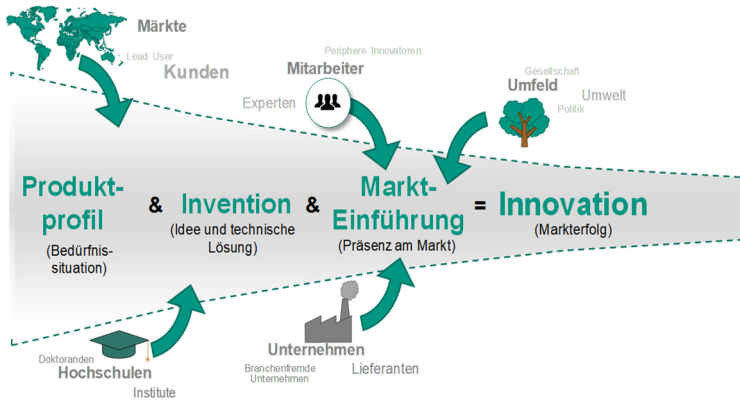 Märkte
Lead User
Kunden
Periphere Innovatoren
Mitarbeiter
Experten
Gesellschaft
Umfeld
Umwelt
Politik
Produkt-
profil
(Bedürfnis-
situation)
&
Invention
(Idee und technische
Lösung)
&
Markt-
Einführung
(Präsenz am Markt)
=
Innovation
(Markterfolg)
Doktoranden
Hochschulen
Institute
Unternehmen
Branchenfremde
Unternehmen
Lieferanten